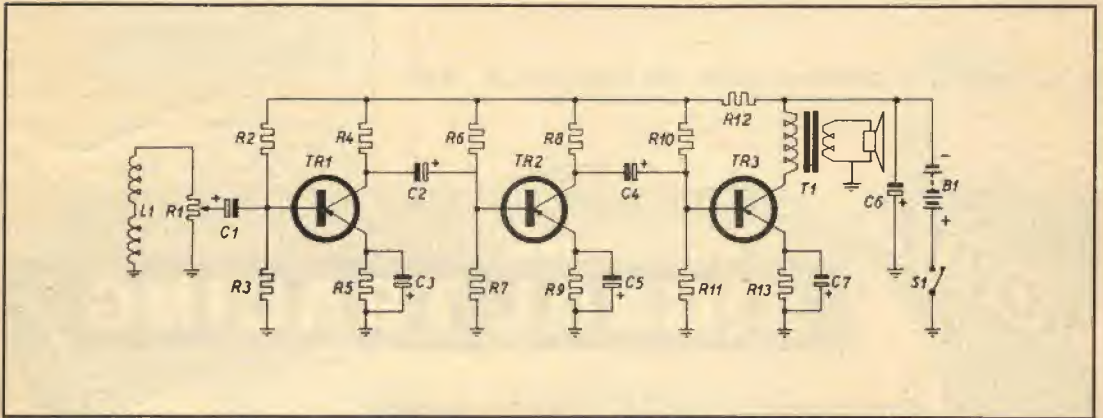 R12
R2
R4
R6
R8
R10
TR1
TR2
TR3
C2
C4
T1
C6
B1
L1
R1
C1
R3
R5
C3
R7
R9
C5
R11
R13
C7
S1
+
+
+
+
+
+
+
-
+